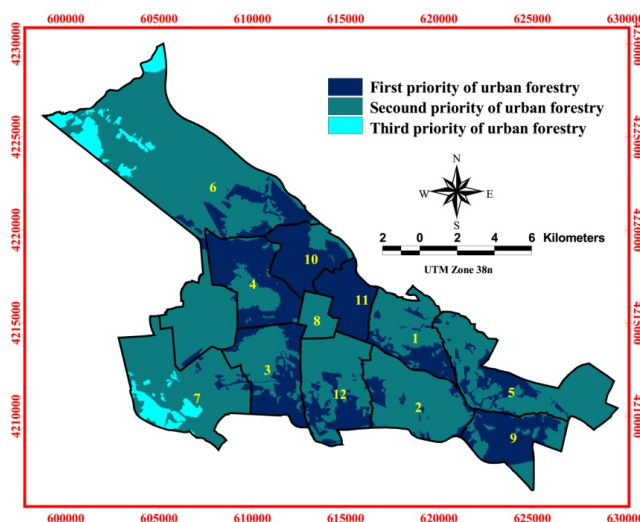 600000 605000 610000 615000 620000 625000 630000
4230000 4230000
First priority of urban forestry
Secound priority of urban forestry
Third priority of urban forestry
4225000 4225000
N
W E
S
6
4220000 4220000
2 0 2 4 6 Kilometers
UTM Zone 38n
10
4
11
8
4215000 4215000
1
3
7
12
5
2
4210000 4210000
9
600000 605000 610000 615000 620000 625000 630000